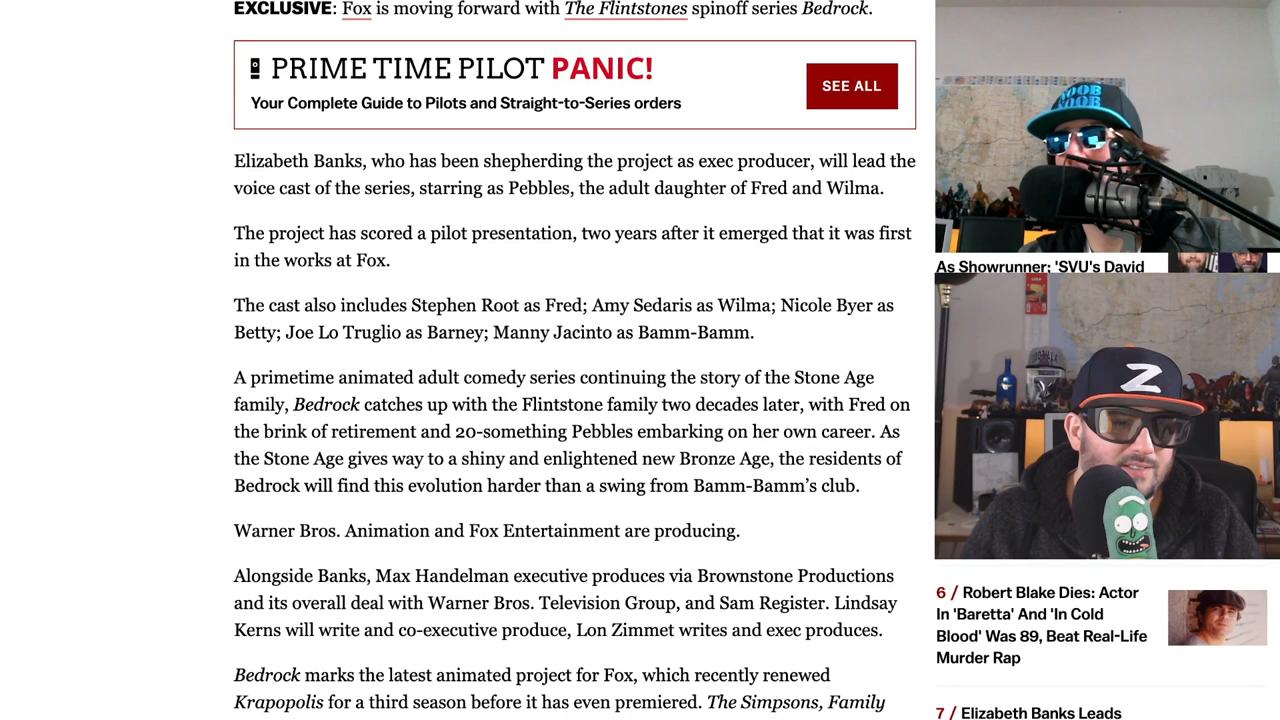 EXCLUSIVE: Fox is moving forward with The Flintstones spinoff series Bedrock.
PRIME TIME PILOT PANIC!
Your Complete Guide to Pilots and Straight-to-Series orders
SEE ALL
Elizabeth Banks, who has been shepherding the project as exec producer, will lead the
voice cast of the series, starring as Pebbles, the adult daughter of Fred and Wilma.
The project has scored a pilot presentation, two years after it emerged that it was first
in the works at Fox.
The cast also includes Stephen Root as Fred; Amy Sedaris as Wilma; Nicole Byer as
Betty; Joe Lo Truglio as Barney; Manny Jacinto as Bamm-Bamm.
A primetime animated adult comedy series continuing the story of the Stone Age
family, Bedrock catches up with the Flintstone family two decades later, with Fred on
the brink of retirement and 20-something Pebbles embarking on her own career. As
the Stone Age gives way to a shiny and enlightened new Bronze Age, the residents of
Bedrock will find this evolution harder than a swing from Bamm-Bamm's club.
Warner Bros. Animation and Fox Entertainment are producing.
Alongside Banks, Max Handelman executive produces via Brownstone Productions
and its overall deal with Warner Bros. Television Group, and Sam Register. Lindsay
Kerns will write and co-executive produce, Lon Zimmet writes and exec produces.
Bedrock marks the latest animated project for Fox, which recently renewed
Krapopolis for a third season before it has even premiered. The Simpsons, Family
NOOB
NOOB
As Showrunner; 'SVU's David
Z
6 / Robert Blake Dies: Actor
In 'Baretta' And 'In Cold
Blood' Was 89, Beat Real-Life
Murder Rap
7 / Elizabeth Banks Leads